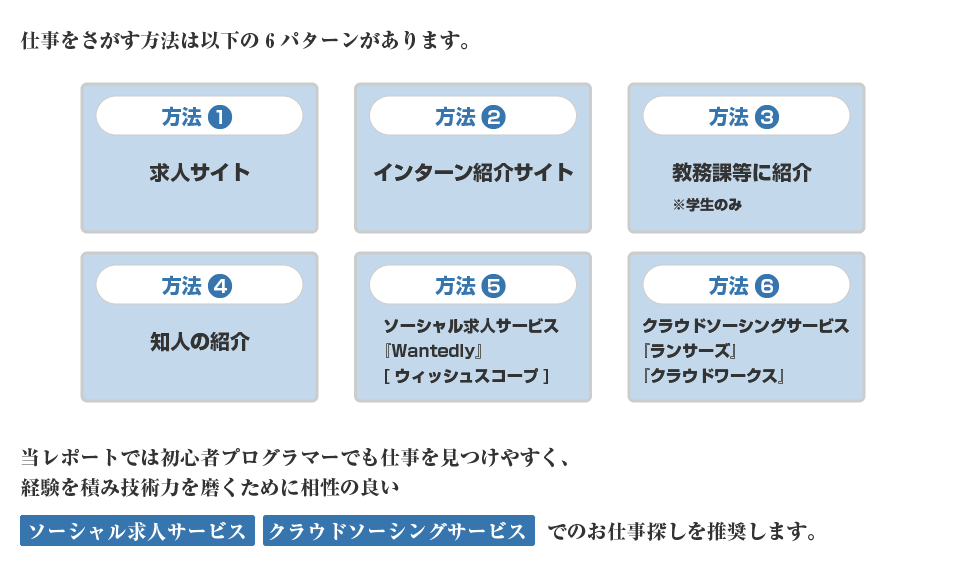 仕事をさがす方法は以下の6パターンがあります。
方法 1
求人サイト
方法 2
インターン紹介サイト
方法 3
教務課等に紹介
※学生のみ
方法 4
知人の紹介
方法 5
ソーシャル求人サービス
『Wantedly』
[ ウィッシュスコープ ]
方法 6
クラウドソーシングサービス
『ランサーズ』
『クラウドワークス』
当レポートでは初心者プログラマーでも仕事を見つけやすく、
経験を積み技術力を磨くために相性の良い
ソーシャル求人サービス クラウドソーシングサービス でのお仕事探しを推奨します。